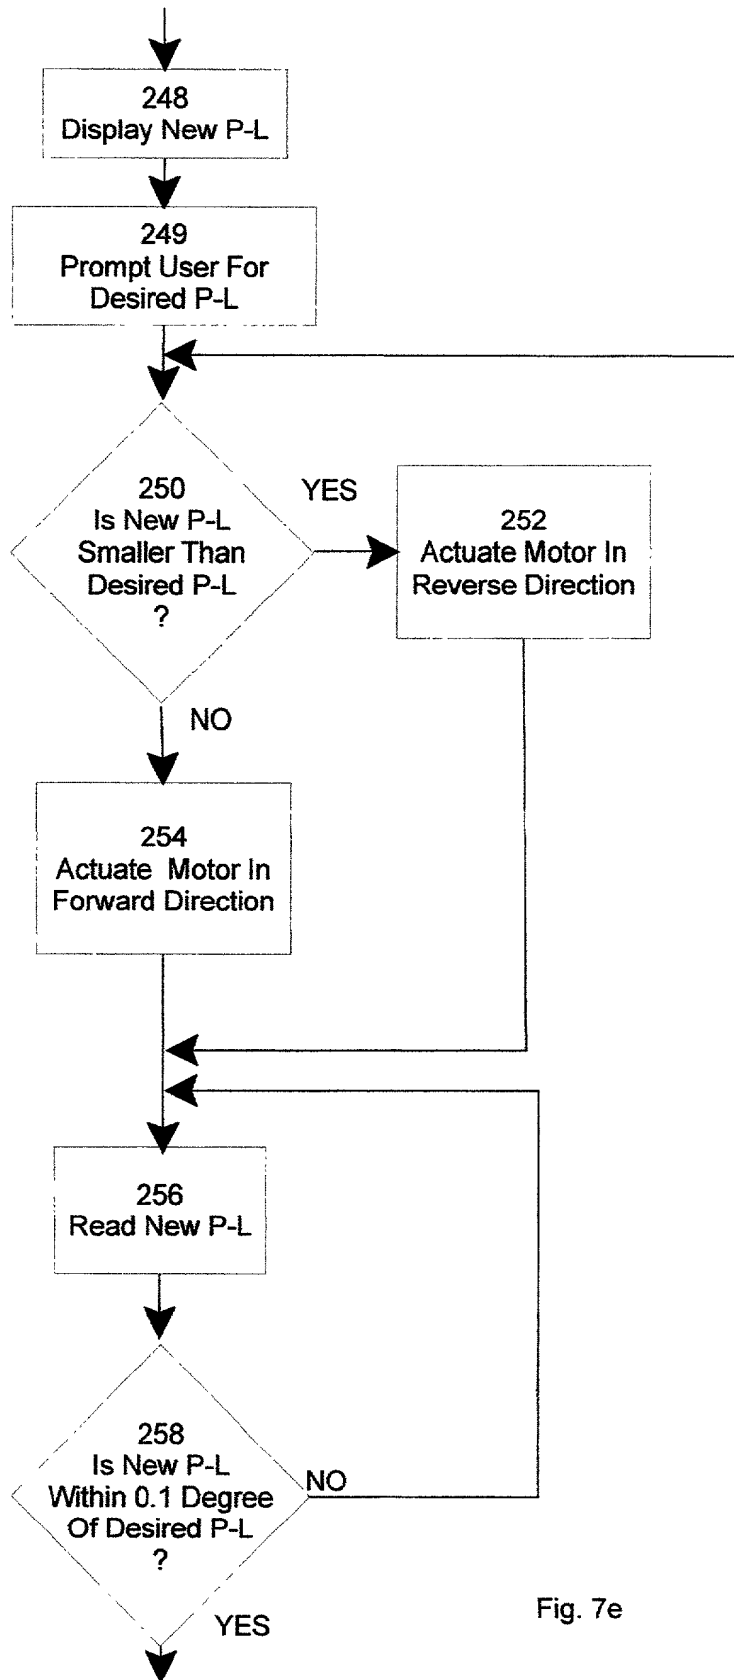 248
Display New P-L
249
Prompt User For
Desired P-L
250
Is New P-L
Smaller Than
Desired P-L
?
YES
252
Actuate Motor In
Reverse Direction
NO
254
Actuate Motor In
Forward Direction
256
Read New P-L
258
Is New P-L
Within 0.1 Degree
Of Desired P-L
?
NO
YES
Fig. 7e